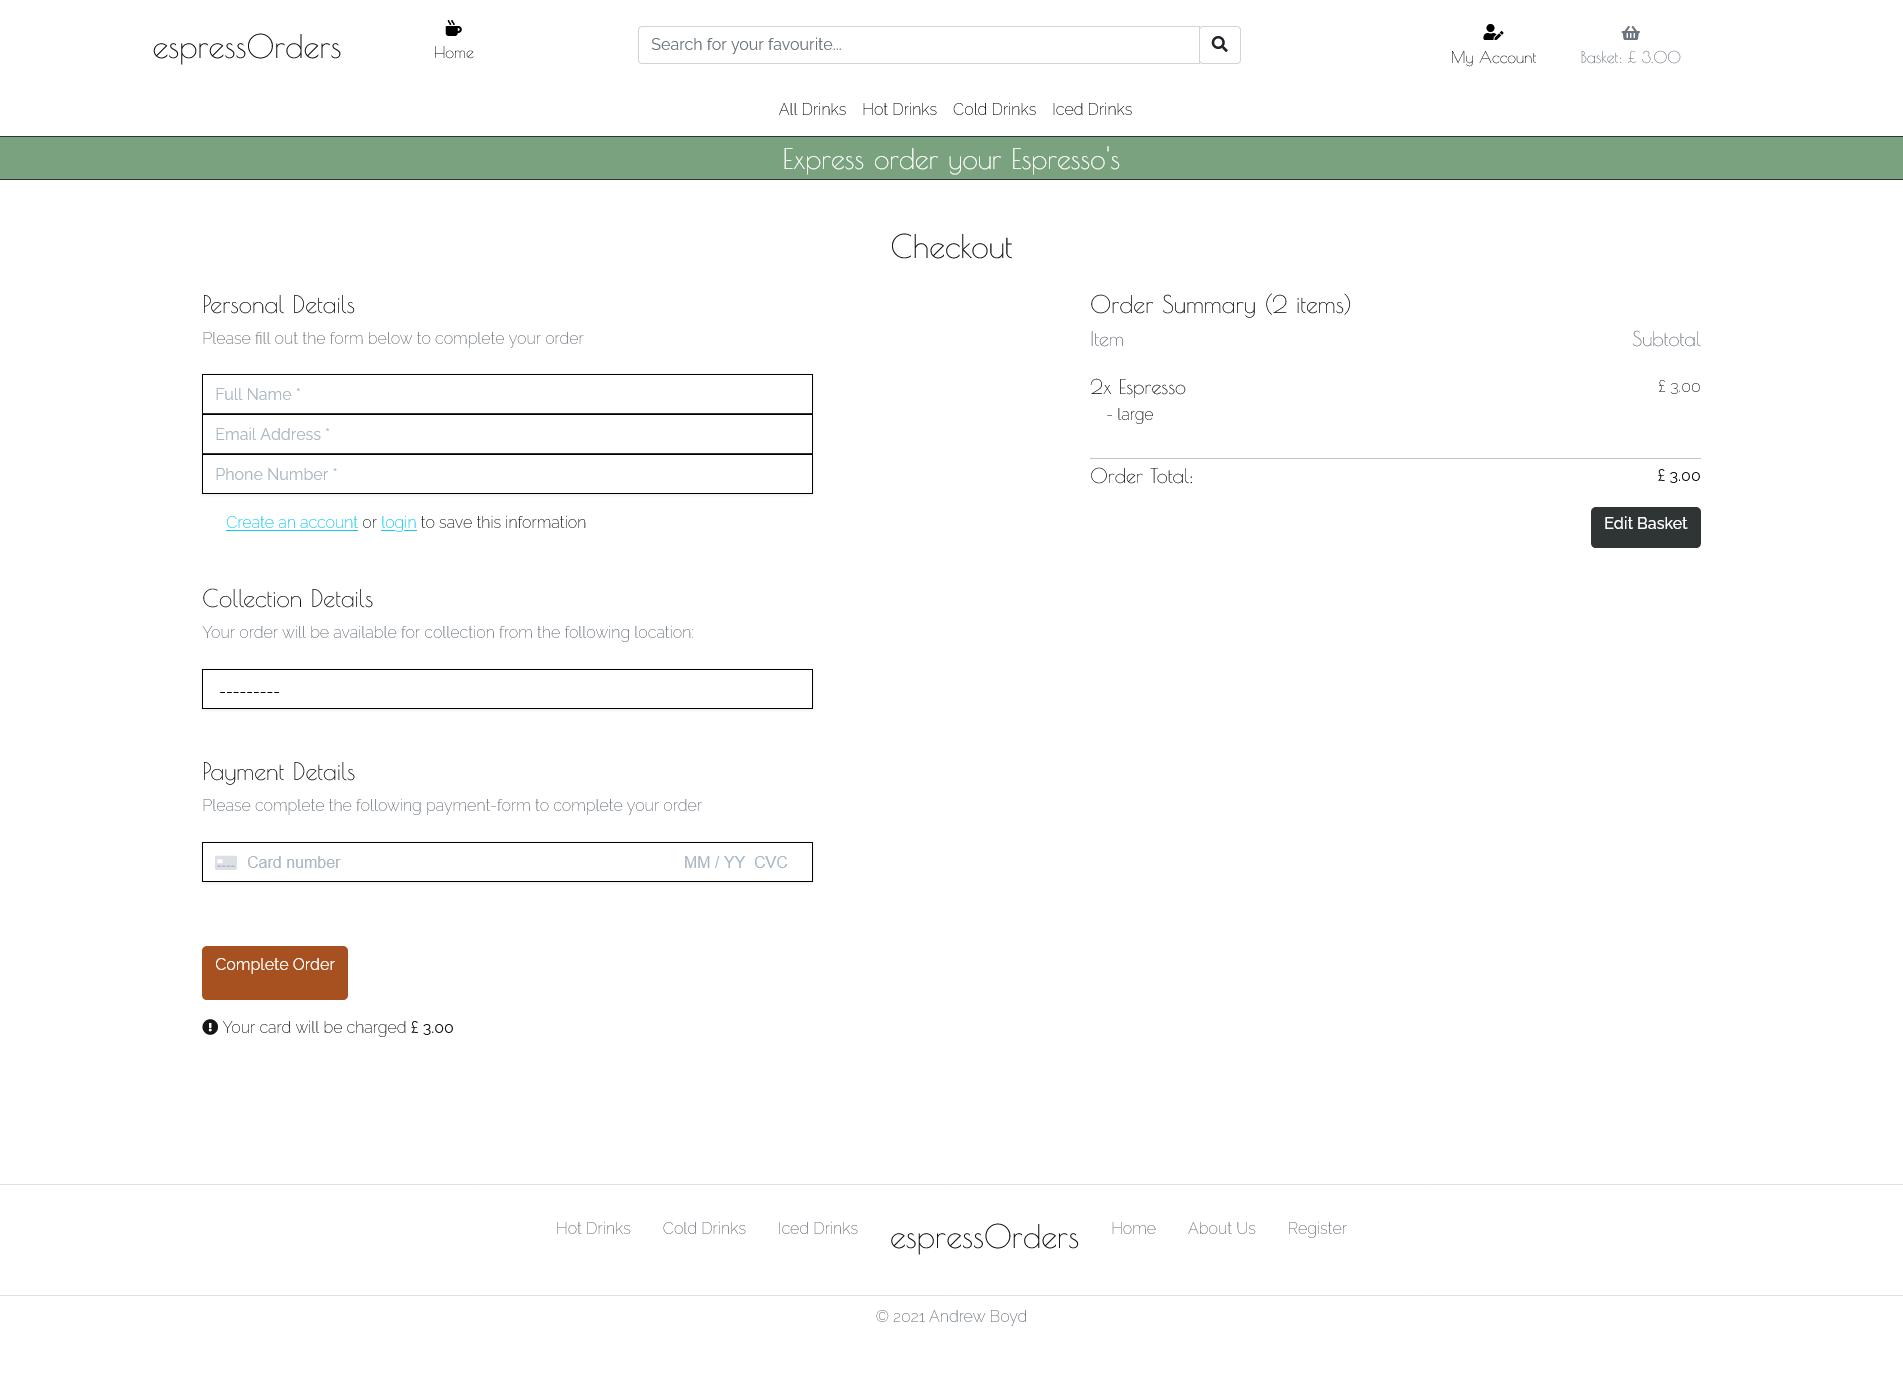 espressOrders
Home
Search for your favourite...
My Account
Basket: £ 3.00
All Drinks Hot Drinks Cold Drinks Iced Drinks
Express order your Espresso's
Checkout
Personal Details
Please fill out the form below to complete your order
Full Name *
Email Address *
Phone Number *
Create an account or login to save this information
Collection Details
Your order will be available for collection from the following location:
---------
Payment Details
Please complete the following payment-form to complete your order
Card number MM / YY CVC
Complete Order
Your card will be charged £ 3.00
Order Summary (2 items)
Item Subtotal
2x Espresso £ 3.00
- large
Order Total: £ 3.00
Edit Basket
Hot Drinks Cold Drinks Iced Drinks espressOrders Home About Us Register
© 2021 Andrew Boyd